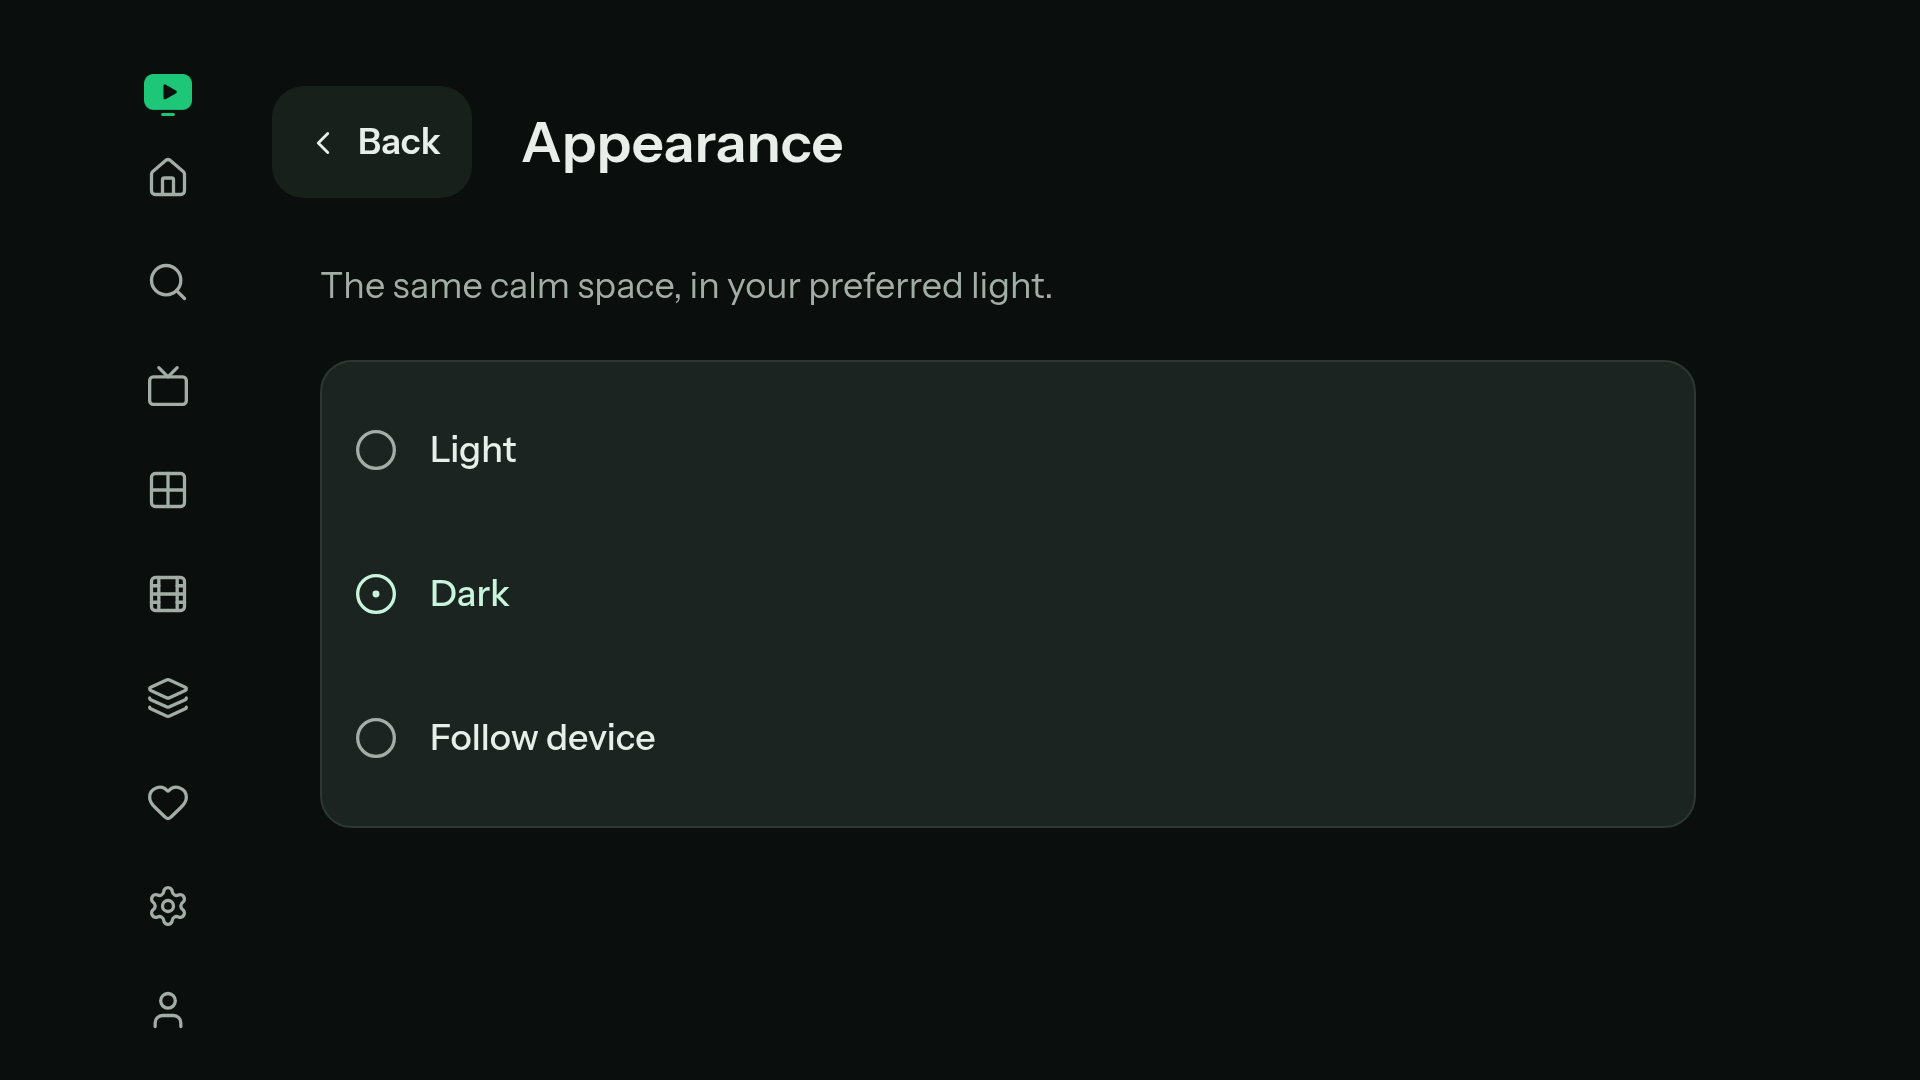 Back
Appearance
The same calm space, in your preferred light.
Light
Dark
Follow device